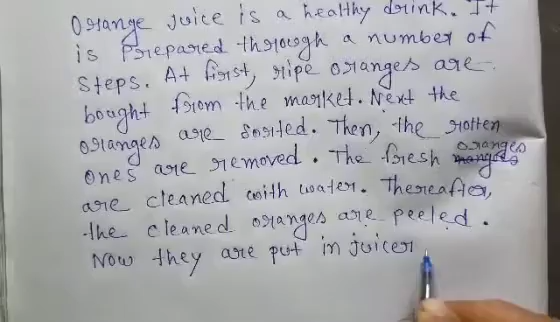 Orange juice is a healthy drink. It
is Prepared through a number of
steps. At first, ripe oranges are
bought from the market. Next the
oranges are sorted. Then, the rotten
ones are removed. The fresh oranges
are cleaned with water. Thereafter,
the cleaned oranges are peeled.
Now they are put in juicer